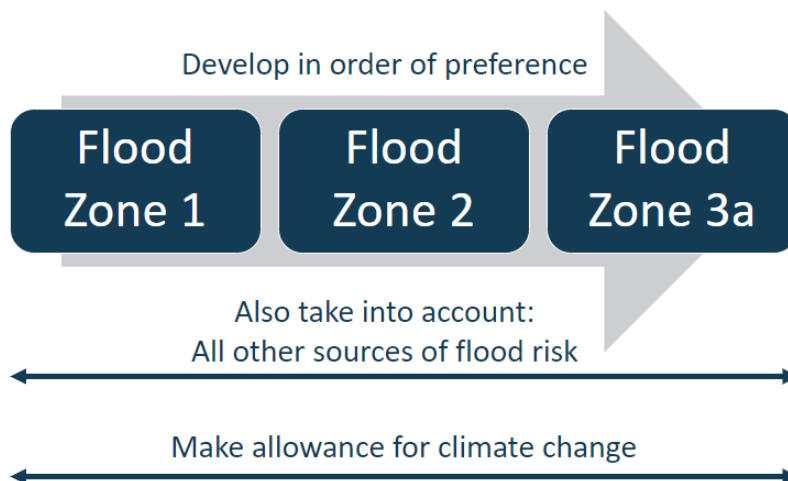 Develop in order of preference
Flood
Zone 1
Flood
Zone 2
Flood
Zone 3a
Also take into account:
All other sources of flood risk
Make allowance for climate change